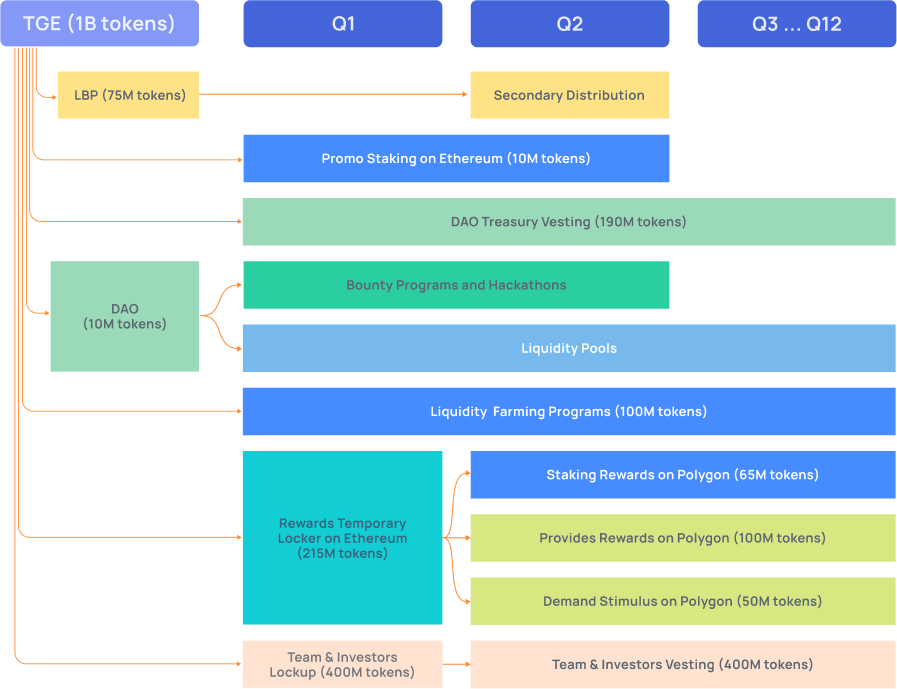 TGE (1B tokens)
Q1
Q2
Q3 ... Q12
LBP (75M tokens)
Secondary Distribution
Promo Staking on Ethereum (10M tokens)
DAO Treasury Vesting (190M tokens)
DAO
(10M tokens)
Bounty Programs and Hackathons
Liquidity Pools
Liquidity Farming Programs (100M tokens)
Rewards Temporary
Locker on Ethereum
(215M tokens)
Staking Rewards on Polygon (65M tokens)
Provides Rewards on Polygon (100M tokens)
Demand Stimulus on Polygon (50M tokens)
Team & Investors
Lockup (400M tokens)
Team & Investors Vesting (400M tokens)